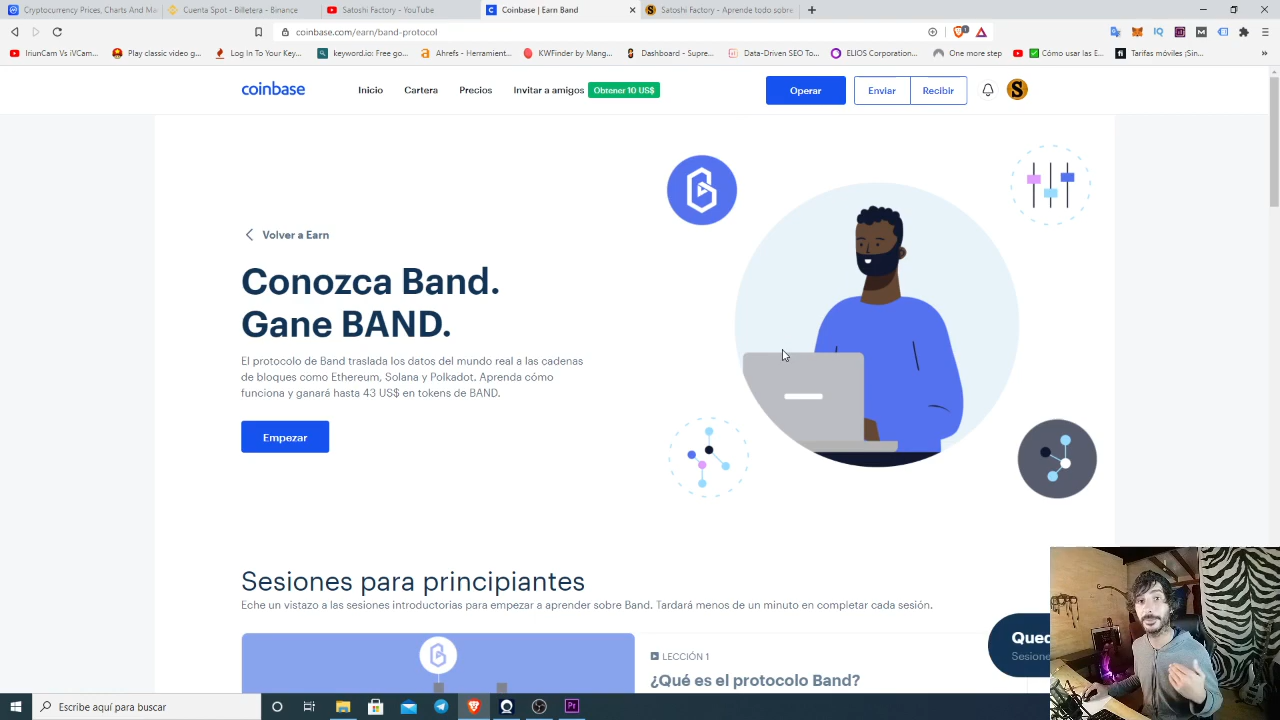 Cryptocurrency Prices, Charts And Ma
Cuenta Spot - Billetera - Binance
Satoshi Factory - YouTube
Coinbase | Earn Band
Satoshi Factory - Aprende todo sobre
coinbase.com/earn/band-protocol
IriunCam Vs iVCam...
Play classic video g...
Log In To Your Key...
keyword.io: Free go...
Ahrefs - Herramient...
KWFinder by Mang...
Dashboard - Supre...
Data-Driven SEO To...
ELIOS Corporation...
One more step
Cómo usas las E...
Tarifas móviles ¡Sim...
coinbase
Inicio
Cartera
Precios
Invitar a amigos
Obtener 10 US$
Operar
Enviar
Recibir
S
Volver a Earn
Conozca Band.
Gane BAND.
El protocolo de Band traslada los datos del mundo real a las cadenas
de bloques como Ethereum, Solana y Polkadot. Aprenda cómo
funciona y ganará hasta 43 US$ en tokens de BAND.
Empezar
Sesiones para principiantes
Eche un vistazo a las sesiones introductorias para empezar a aprender sobre Band. Tardará menos de un minuto en completar cada sesión.
LECCIÓN 1
¿Qué es el protocolo Band?
Qued
Sesione
Escribe aquí para buscar
Pr